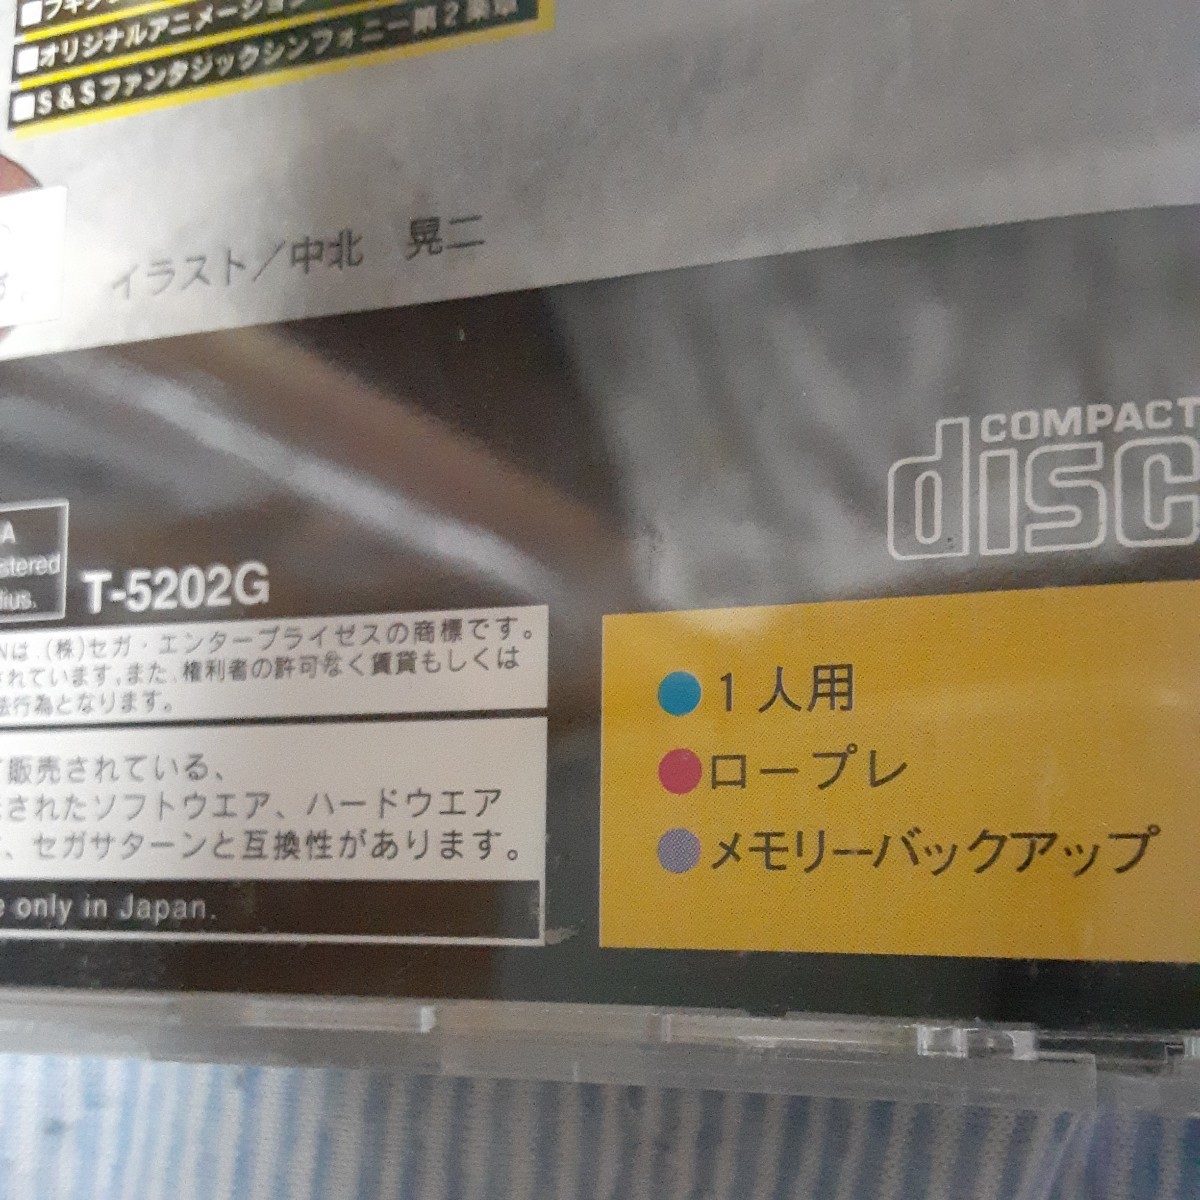 ■オリジナルアニメーション
■S&Sファンタジックシンフォニー第2楽章
イラスト／中北 晃二
COMPACT
disc
A
stered
ius.
T-5202G
Nは、(株)セガ・エンタープライゼスの商標です。
されています。また、権利者の許可なく賃貸もしくは
法行為となります。
て販売されている、
されたソフトウエア、ハードウエア
、セガサターンと互換性があります。
e only in Japan.
●1人用
●ロープレ
●メモリーバックアップ